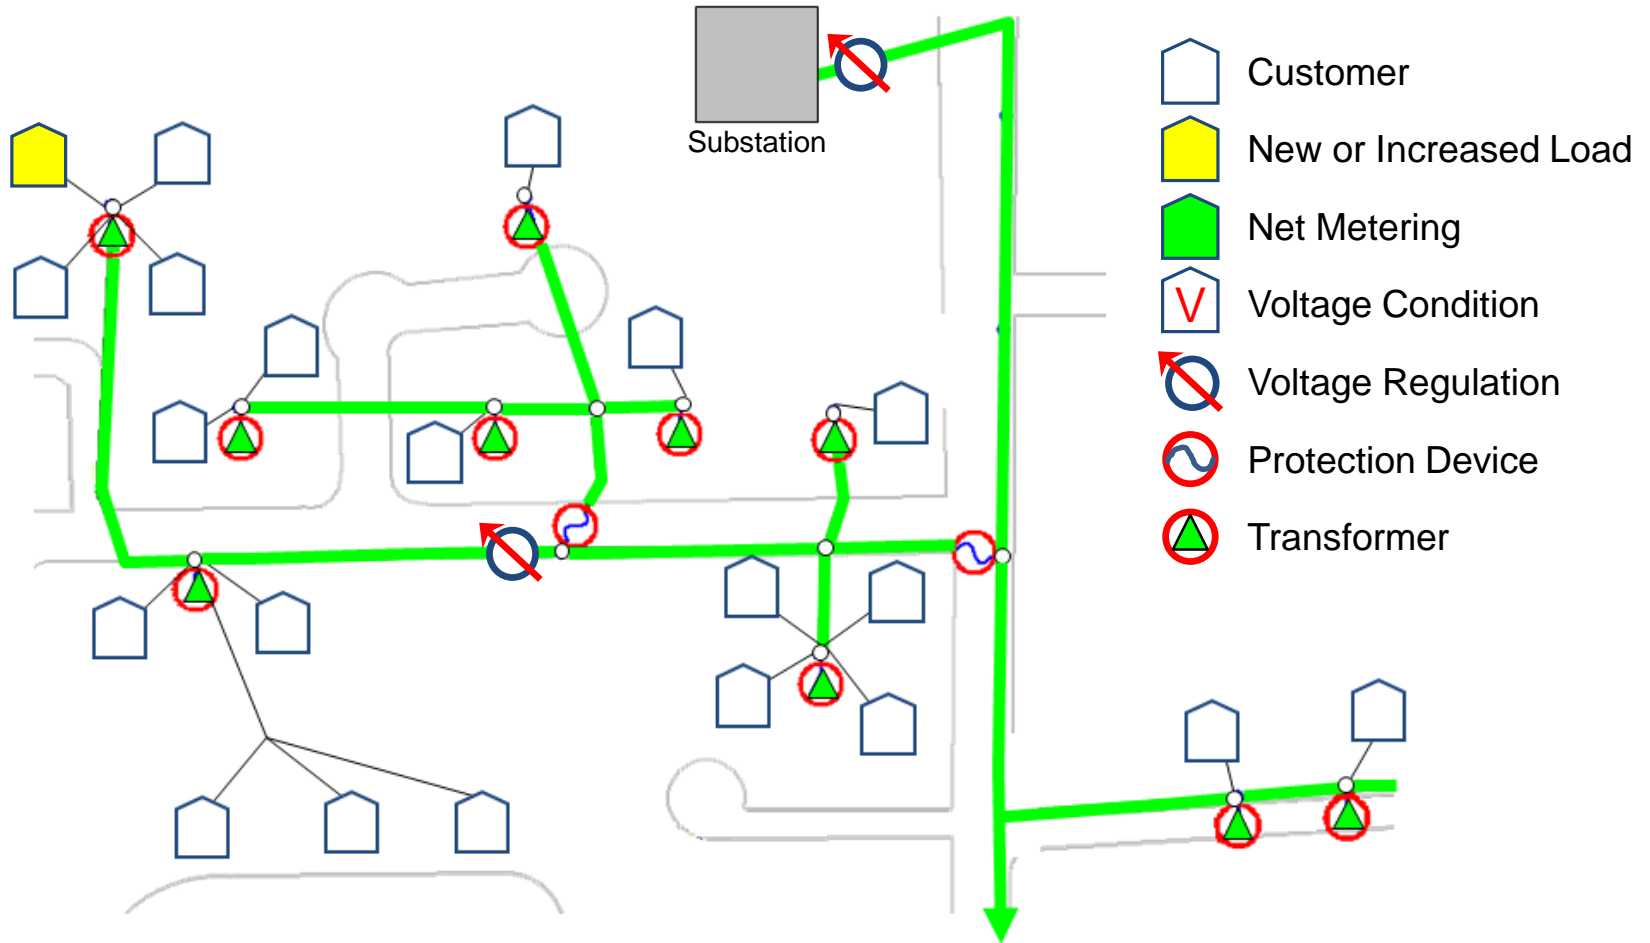 Substation
Customer
New or Increased Load
Net Metering
V
Voltage Condition
Voltage Regulation
Protection Device
Transformer